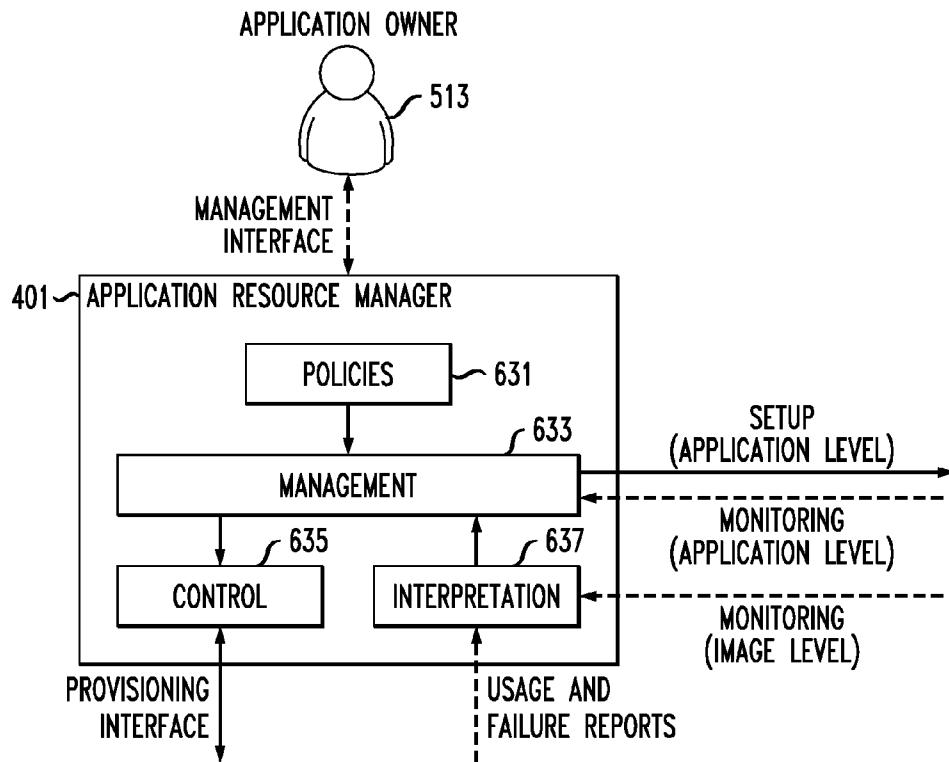 APPLICATION OWNER
513
MANAGEMENT
INTERFACE
401
APPLICATION RESOURCE MANAGER
POLICIES
631
633
MANAGEMENT
SETUP
(APPLICATION LEVEL)
MONITORING
(APPLICATION LEVEL)
635
CONTROL
637
INTERPRETATION
MONITORING
(IMAGE LEVEL)
PROVISIONING
INTERFACE
USAGE AND
FAILURE REPORTS